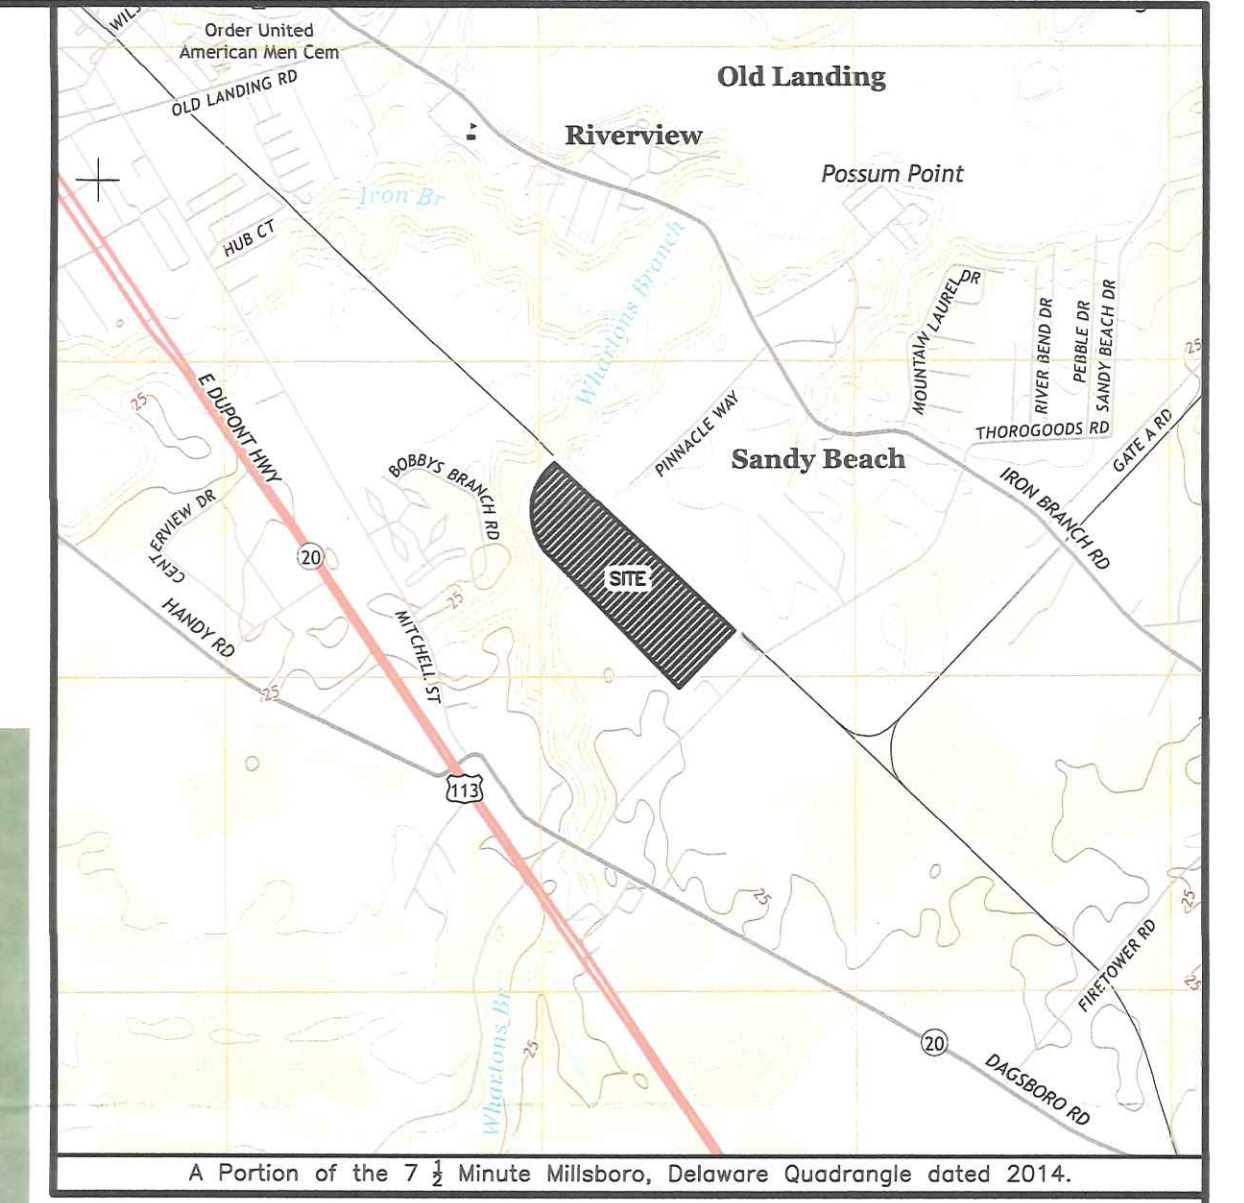 WILS
Order United
American Men Cem
OLD LANDING RD
Old Landing
Riverview
Possum Point
Iron Br
HUB CT
Whartons Branch
MOUNTAIN LAUREL DR
RIVER BEND DR
PEBBLE DR
SANDY BEACH DR
25
E DUPONT HWY
25
PINNACLE WAY
THOROGOODS RD
GATE A RD
BOBBYS BRANCH RD
Sandy Beach
IRON BRANCH RD
CENTERVIEW DR
20
SITE
25
HANDY RD
MITCHELL ST
25
113
25
25
FIRETOWER RD
25
Whartons Br
25
20
DAGSBORO RD
A Portion of the 7 ½ Minute Millsboro, Delaware Quadrangle dated 2014.